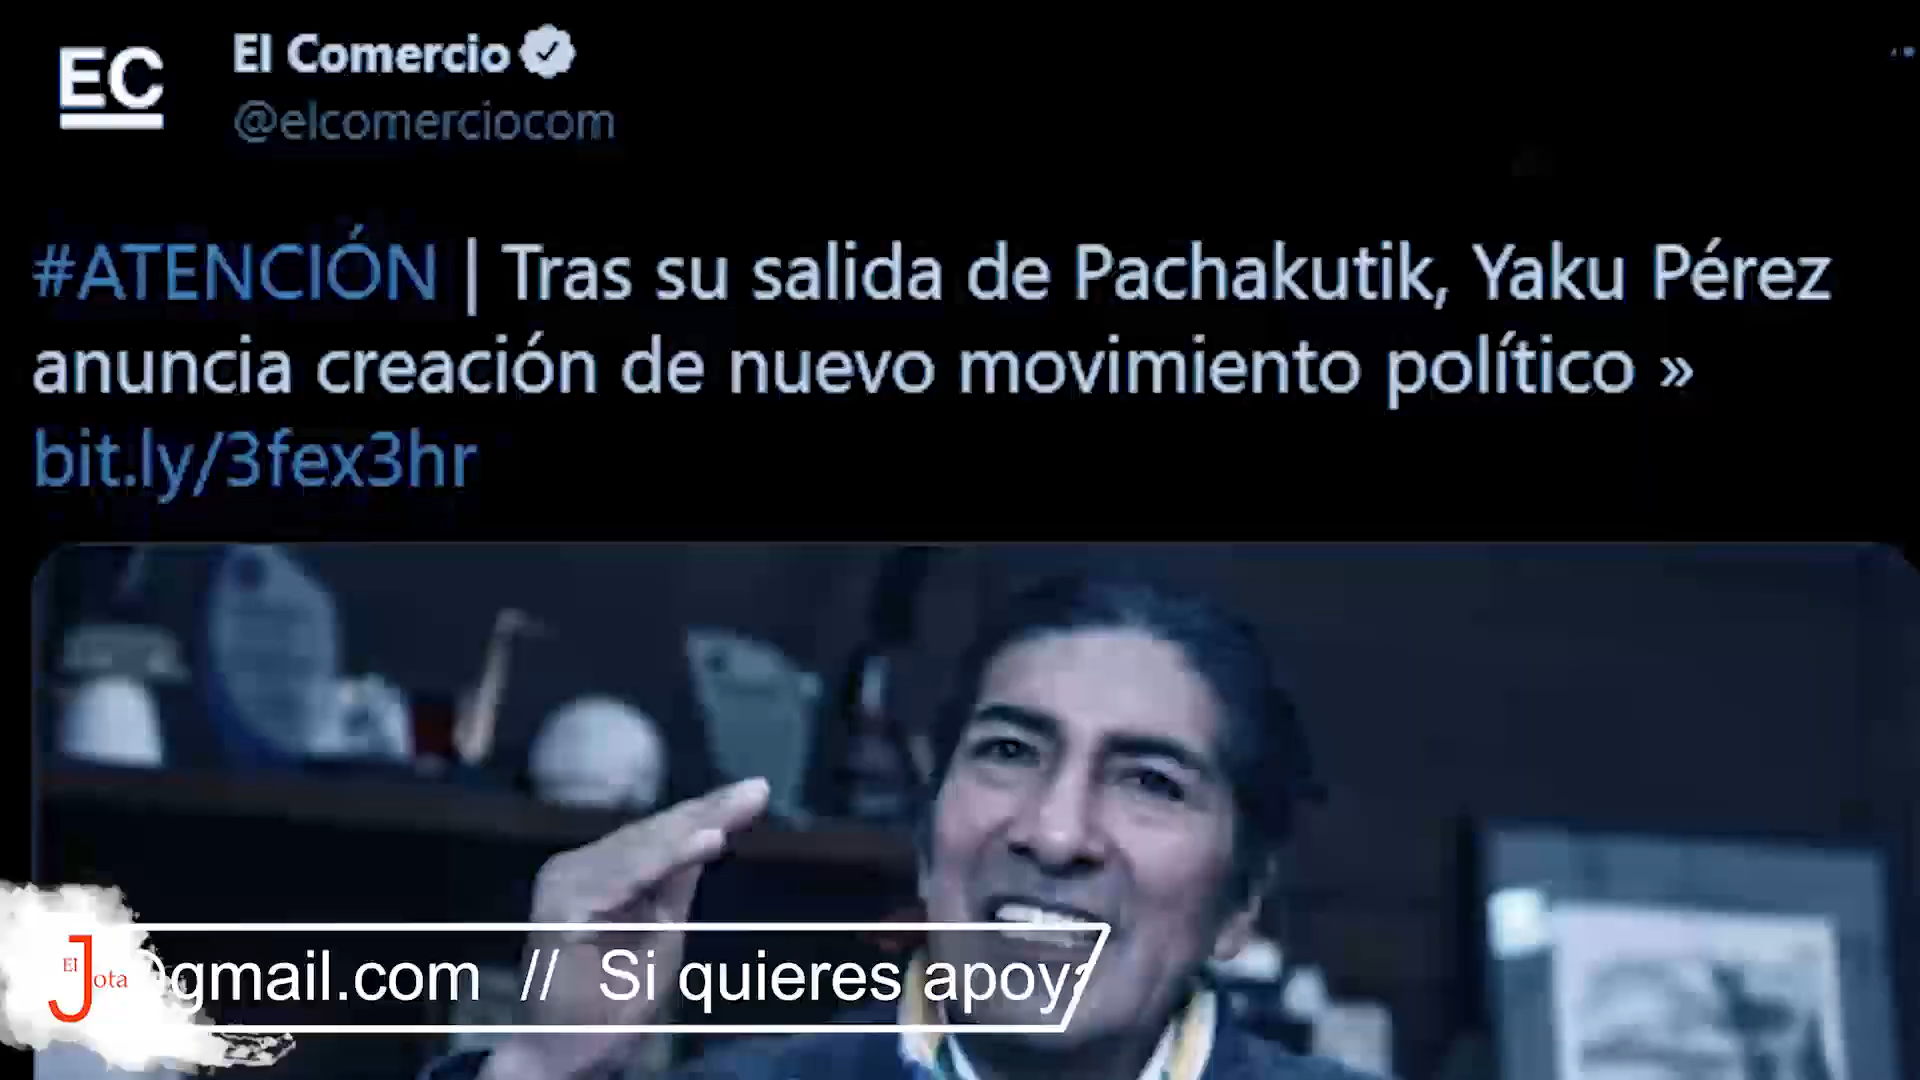 EC
El Comercio
@elcomerciocom
#ATENCIÓN | Tras su salida de Pachakutik, Yaku Pérez
anuncia creación de nuevo movimiento político »
bit.ly/3fex3hr
El Jota
@gmail.com // Si quieres apoy